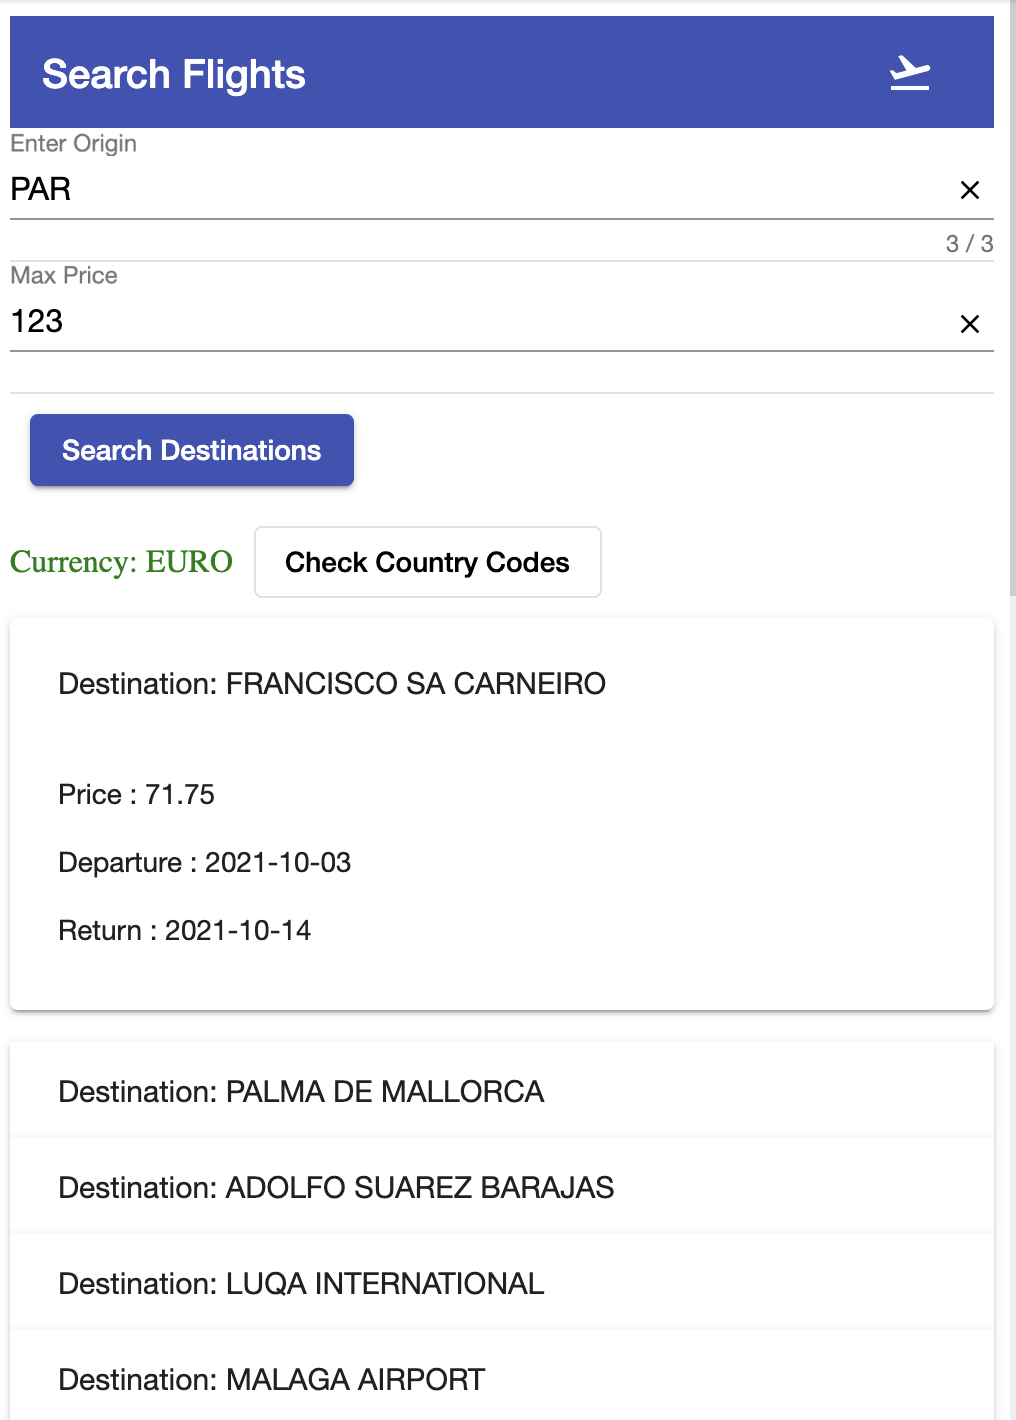 Search Flights
Enter Origin
PAR
3 / 3
Max Price
123
Search Destinations
Currency: EURO
Check Country Codes
Destination: FRANCISCO SA CARNEIRO
Price : 71.75
Departure : 2021-10-03
Return : 2021-10-14
Destination: PALMA DE MALLORCA
Destination: ADOLFO SUAREZ BARAJAS
Destination: LUQA INTERNATIONAL
Destination: MALAGA AIRPORT